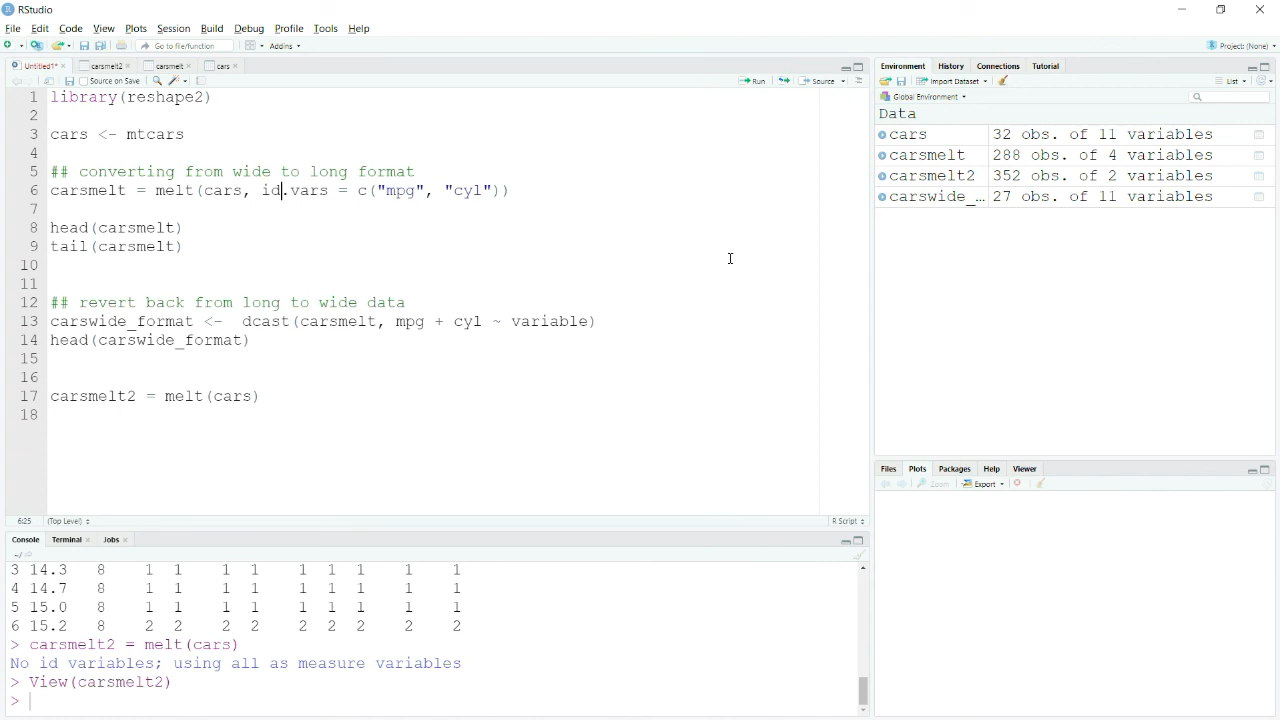 RStudio
File Edit Code View Plots Session Build Debug Profile Tools Help
Go to file/function Addins Project: (None)
Untitled1* carsmelt2 carsmelt cars
Source on Save Run Source
1 library(reshape2)
2
3 cars <- mtcars
4
5 ## converting from wide to long format
6 carsmelt = melt(cars, id.vars = c("mpg", "cyl"))
7
8 head(carsmelt)
9 tail(carsmelt)
10
11
12 ## revert back from long to wide data
13 carswide_format <-  dcast(carsmelt, mpg + cyl ~ variable)
14 head(carswide_format)
15
16
17 carsmelt2 = melt(cars)
18
6:25 (Top Level) R Script
Console Terminal Jobs
~/
3 14.3 8 1 1 1 1 1 1 1 1 1
4 14.7 8 1 1 1 1 1 1 1 1 1
5 15.0 8 1 1 1 1 1 1 1 1 1
6 15.2 8 2 2 2 2 2 2 2 2 2
> carsmelt2 = melt(cars)
No id variables; using all as measure variables
> View(carsmelt2)
>
Environment History Connections Tutorial
Import Dataset List
Global Environment
Data
cars 32 obs. of 11 variables
carsmelt 288 obs. of 4 variables
carsmelt2 352 obs. of 2 variables
carswide_… 27 obs. of 11 variables
Files Plots Packages Help Viewer
Zoom Export